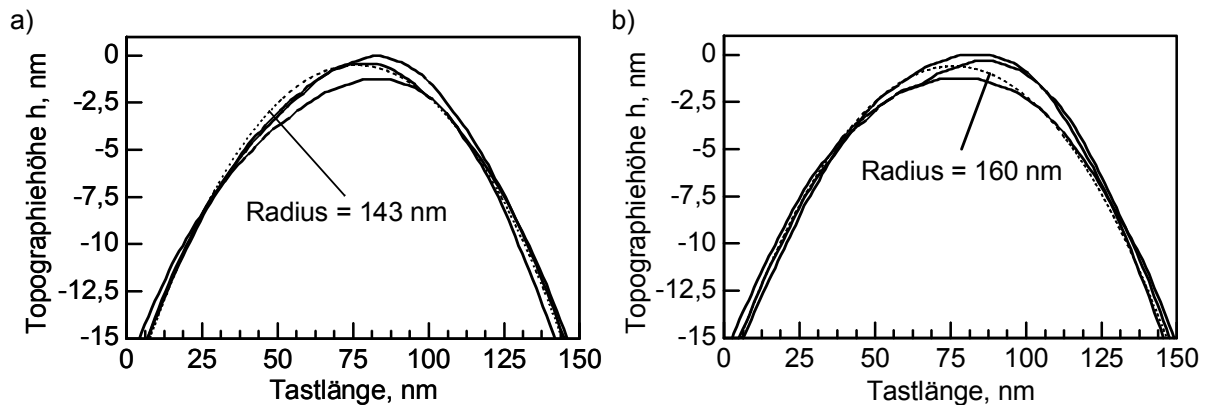 a)
Topographiehöhe h, nm
0
-2,5
-5
-7,5
-10
-12,5
-15
Radius = 143 nm
0 25 50 75 100 125 150
Tastlänge, nm
b)
Topographiehöhe h, nm
0
-2,5
-5
-7,5
-10
-12,5
-15
Radius = 160 nm
0 25 50 75 100 125 150
Tastlänge, nm